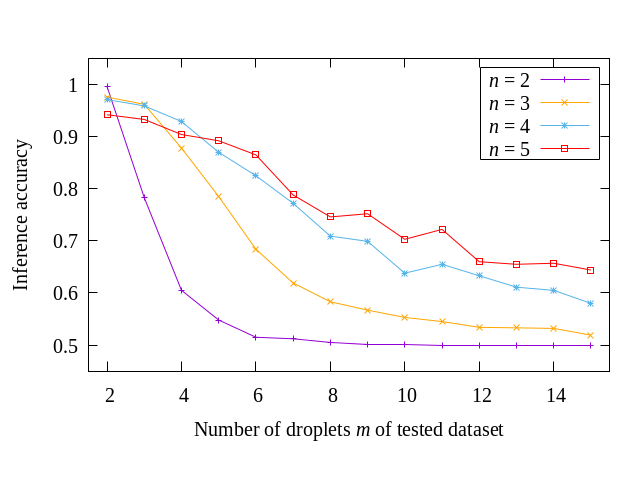 1
0.9
0.8
0.7
0.6
0.5
Inference accuracy
n = 2
n = 3
n = 4
n = 5
2 4 6 8 10 12 14
Number of droplets m of tested dataset